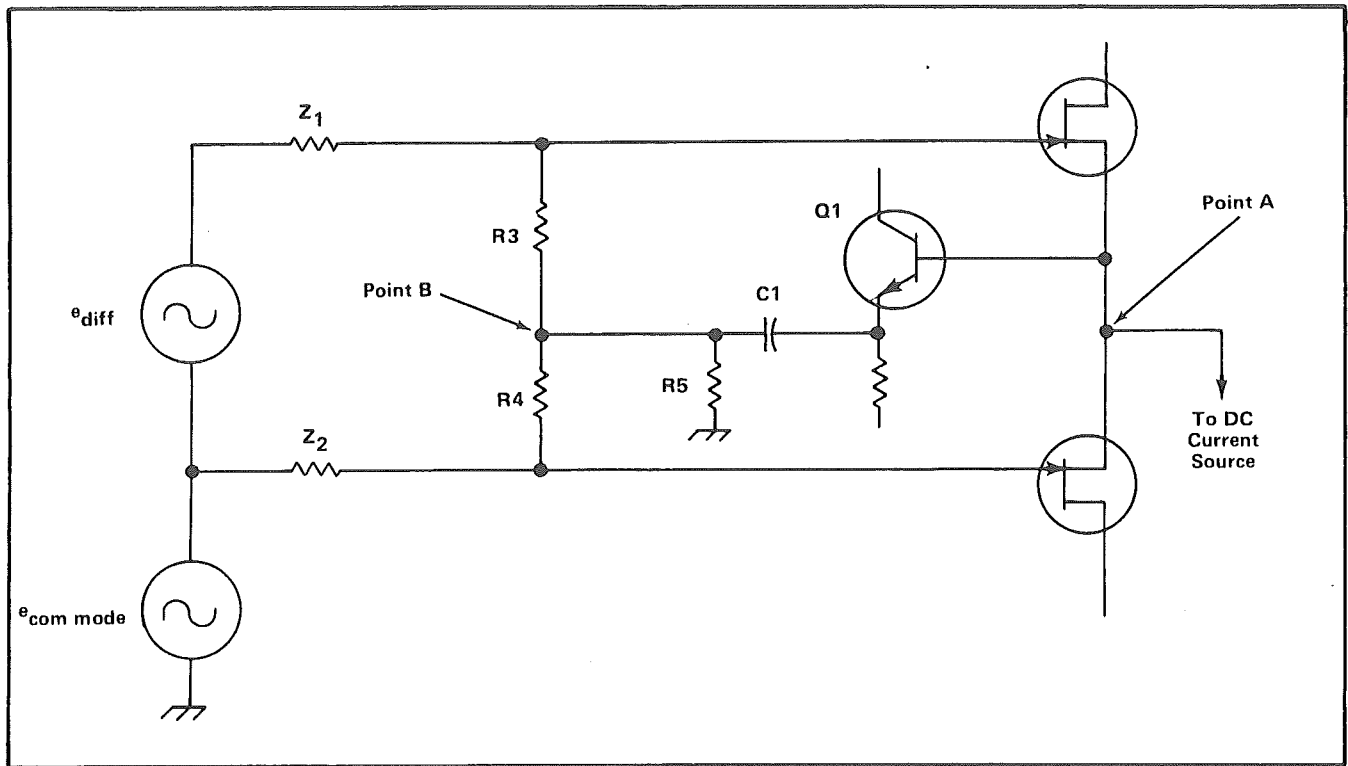 Z1
Q1
Point A
R3
Point B
C1
ediff
R4
R5
Z2
To DC
Current
Source
ecom mode